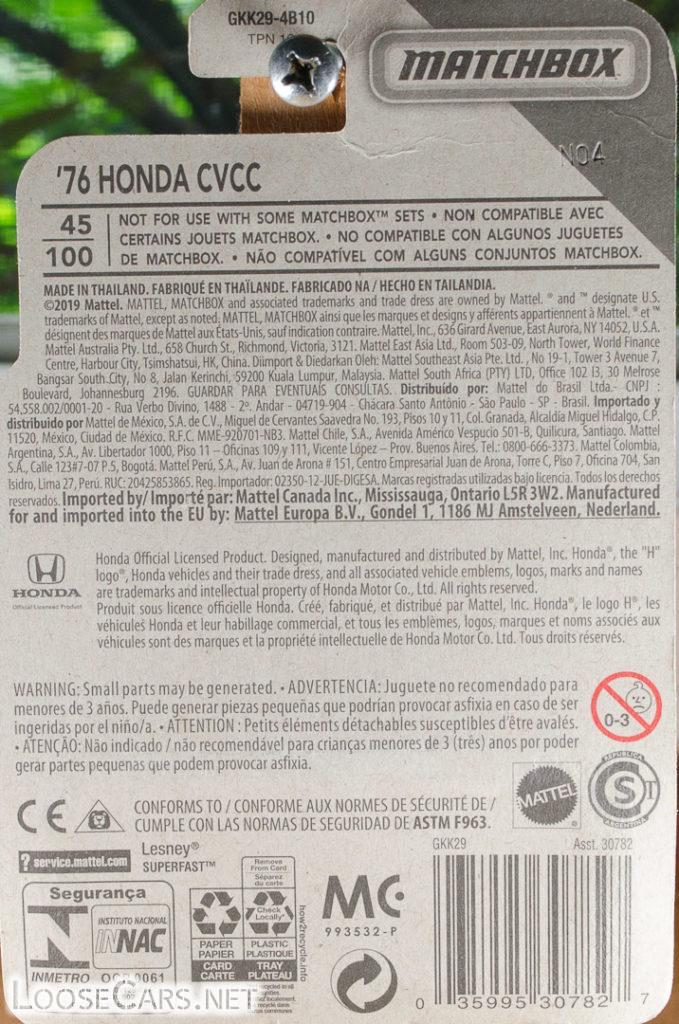 GKK29-4B10
TPN
MATCHBOX
N04
'76 HONDA CVCC
45
100
NOT FOR USE WITH SOME MATCHBOX™ SETS • NON COMPATIBLE AVEC
CERTAINS JOUETS MATCHBOX. • NO COMPATIBLE CON ALGUNOS JUGUETES
DE MATCHBOX. • NÃO COMPATÍVEL COM ALGUNS CONJUNTOS MATCHBOX.
MADE IN THAILAND. FABRIQUÉ EN THAÏLANDE. FABRICADO NA / HECHO EN TAILANDIA.
©2019 Mattel. MATTEL, MATCHBOX and associated trademarks and trade dress are owned by Mattel. ® and ™ designate U.S.
trademarks of Mattel, except as noted. MATTEL, MATCHBOX ainsi que les marques et designs y afférents appartiennent à Mattel. ® et ™
désignent des marques de Mattel aux États-Unis, sauf indication contraire. Mattel, Inc., 636 Girard Avenue, East Aurora, NY 14052, U.S.A.
Mattel Australia Pty. Ltd., 658 Church St., Richmond, Victoria, 3121. Mattel East Asia Ltd., Room 503-09, North Tower, World Finance
Centre, Harbour City, Tsimshatsui, HK, China. Diimport & Diedarkan Oleh: Mattel Southeast Asia Pte. Ltd. , No 19-1, Tower 3 Avenue 7,
Bangsar South City, No 8, Jalan Kerinchi, 59200 Kuala Lumpur, Malaysia. Mattel South Africa (PTY) LTD, Office 102 I3, 30 Melrose
Boulevard, Johannesburg 2196. GUARDAR PARA EVENTUAIS CONSULTAS. Distribuído por: Mattel do Brasil Ltda.- CNPJ :
54.558.002/0001-20 - Rua Verbo Divino, 1488 - 2º. Andar - 04719-904 - Chácara Santo Antônio - São Paulo - SP - Brasil. Importado y
distribuido por Mattel de México, S.A. de C.V., Miguel de Cervantes Saavedra No. 193, Pisos 10 y 11, Col. Granada, Alcaldía Miguel Hidalgo, C.P.
11520, México, Ciudad de México. R.F.C. MME-920701-NB3. Mattel Chile, S.A., Avenida Américo Vespucio 501-B, Quilicura, Santiago. Mattel
Argentina, S.A., Av. Libertador 1000, Piso 11 – Oficinas 109 y 111, Vicente López – Prov. Buenos Aires. Tel.: 0800-666-3373. Mattel Colombia,
S.A., Calle 123#7-07 P.5, Bogotá. Mattel Perú, S.A., Av. Juan de Arona # 151, Centro Empresarial Juan de Arona, Torre C, Piso 7, Oficina 704, San
Isidro, Lima 27, Perú. RUC: 20425853865. Reg. Importador: 02350-12-JUE-DIGESA. Marcas registradas utilizadas bajo licencia. Todos los derechos
reservados. Imported by/ Importé par: Mattel Canada Inc., Mississauga, Ontario L5R 3W2. Manufactured
for and imported into the EU by: Mattel Europa B.V., Gondel 1, 1186 MJ Amstelveen, Nederland.
HONDA
Official Licensed Product
Honda Official Licensed Product. Designed, manufactured and distributed by Mattel, Inc. Honda®, the "H"
logo®, Honda vehicles and their trade dress, and all associated vehicle emblems, logos, marks and names
are trademarks and intellectual property of Honda Motor Co., Ltd. All rights reserved.
Produit sous licence officielle Honda. Créé, fabriqué, et distribué par Mattel, Inc. Honda®, le logo H®, les
véhicules Honda et leur habillage commercial, et tous les emblèmes, logos, marques et noms associés aux
véhicules sont des marques et la propriété intellectuelle de Honda Motor Co. Ltd. Tous droits réservés.
WARNING: Small parts may be generated. • ADVERTENCIA: Juguete no recomendado para
menores de 3 años. Puede generar piezas pequeñas que podrían provocar asfixia en caso de ser
ingeridas por el niño/a. • ATTENTION : Petits éléments détachables susceptibles d'être avalés.
• ATENÇÃO: Não indicado / não recomendável para crianças menores de 3 (três) anos por poder
gerar partes pequenas que podem provocar asfixia.
0-3
CE
CONFORMS TO / CONFORME AUX NORMES DE SÉCURITÉ DE /
CUMPLE CON LAS NORMAS DE SEGURIDAD DE ASTM F963.
MATTEL
REPUBLICA
S T
ARGENTINA
? service.mattel.com
Lesney®
SUPERFAST™
GKK29
Asst. 30782
Segurança
INSTITUTO NACIONAL
INNAC
INMETRO OCP 0061
Remove
From Card
Séparez
du carte
Check
Locally*
PAPER
PAPIER
CARD
CARTE
PLASTIC
PLASTIQUE
TRAY
PLATEAU
how2recycle.info
MC
993532-P
0 35995 30782 7
LOOSECARS.NET